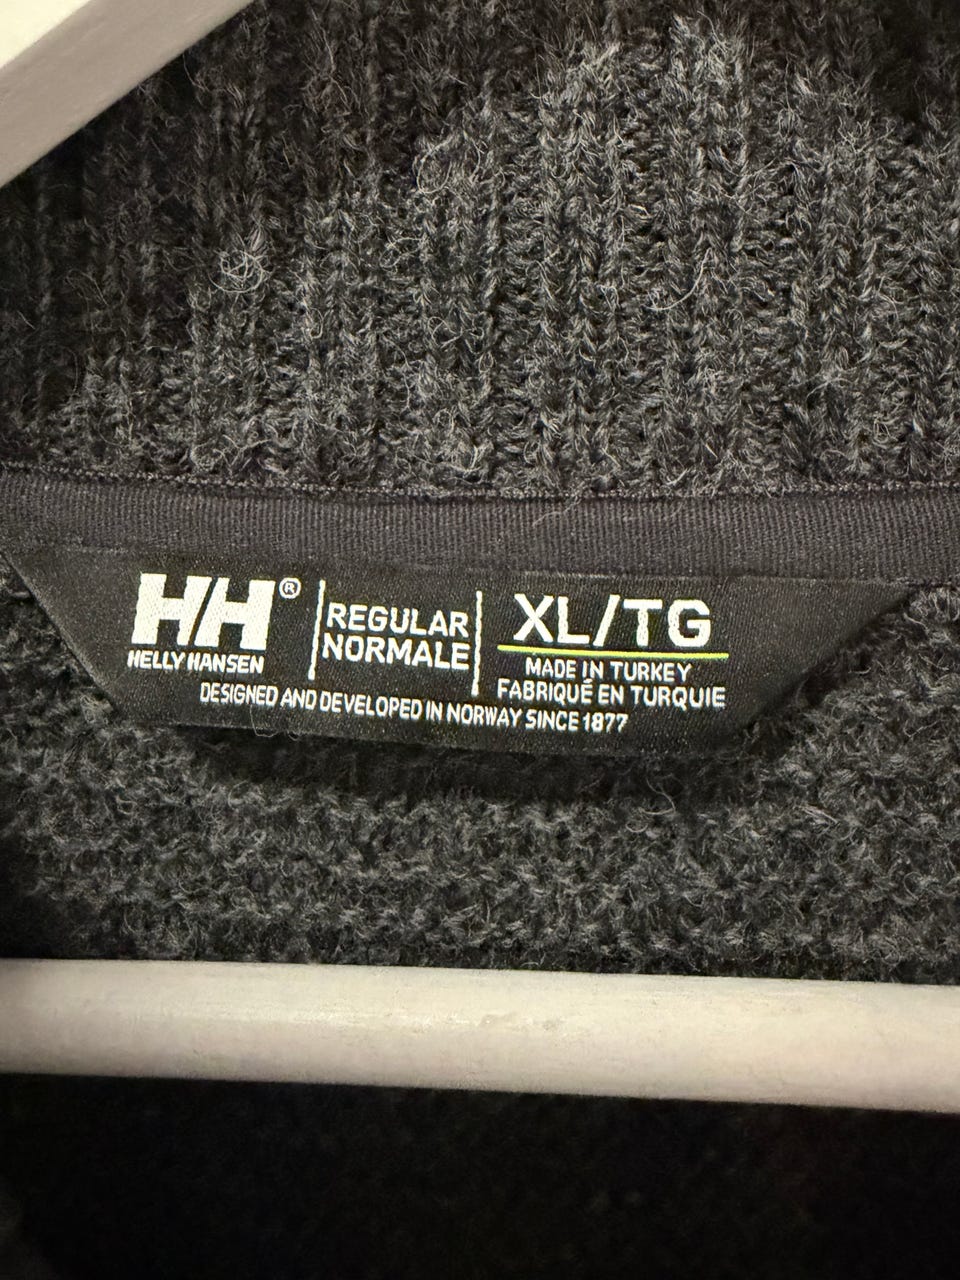 HH®
HELLY HANSEN
REGULAR
NORMALE
XL/TG
MADE IN TURKEY
FABRIQUÉ EN TURQUIE
DESIGNED AND DEVELOPED IN NORWAY SINCE 1877